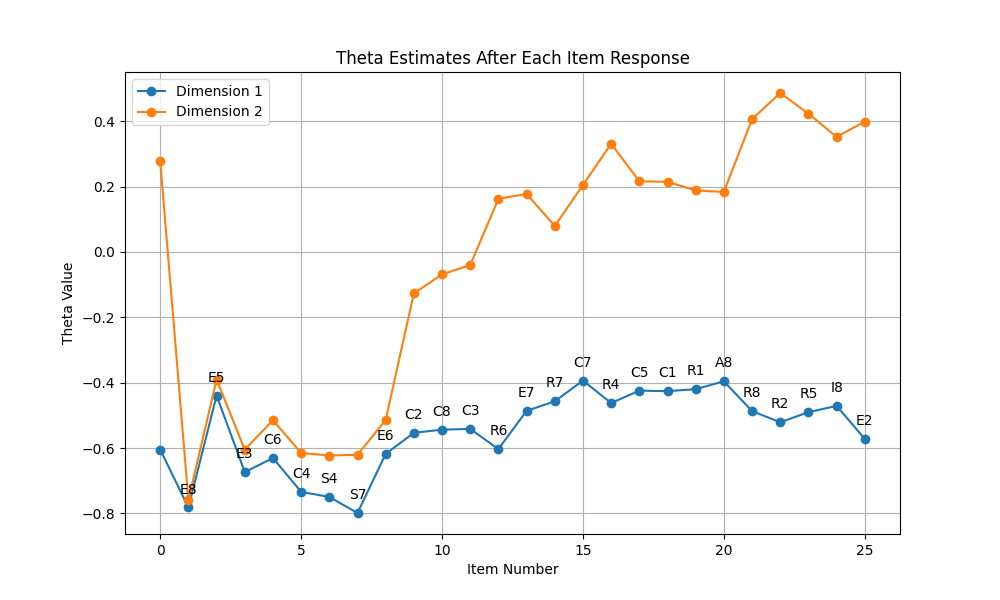 Theta Estimates After Each Item Response
Dimension 1
Dimension 2
Theta Value
0.4
0.2
0.0
−0.2
−0.4
−0.6
−0.8
E8
E5
E3
C6
C4
S4
S7
E6
C2
C8
C3
R6
E7
R7
C7
R4
C5
C1
R1
A8
R8
R2
R5
I8
E2
0
5
10
15
20
25
Item Number